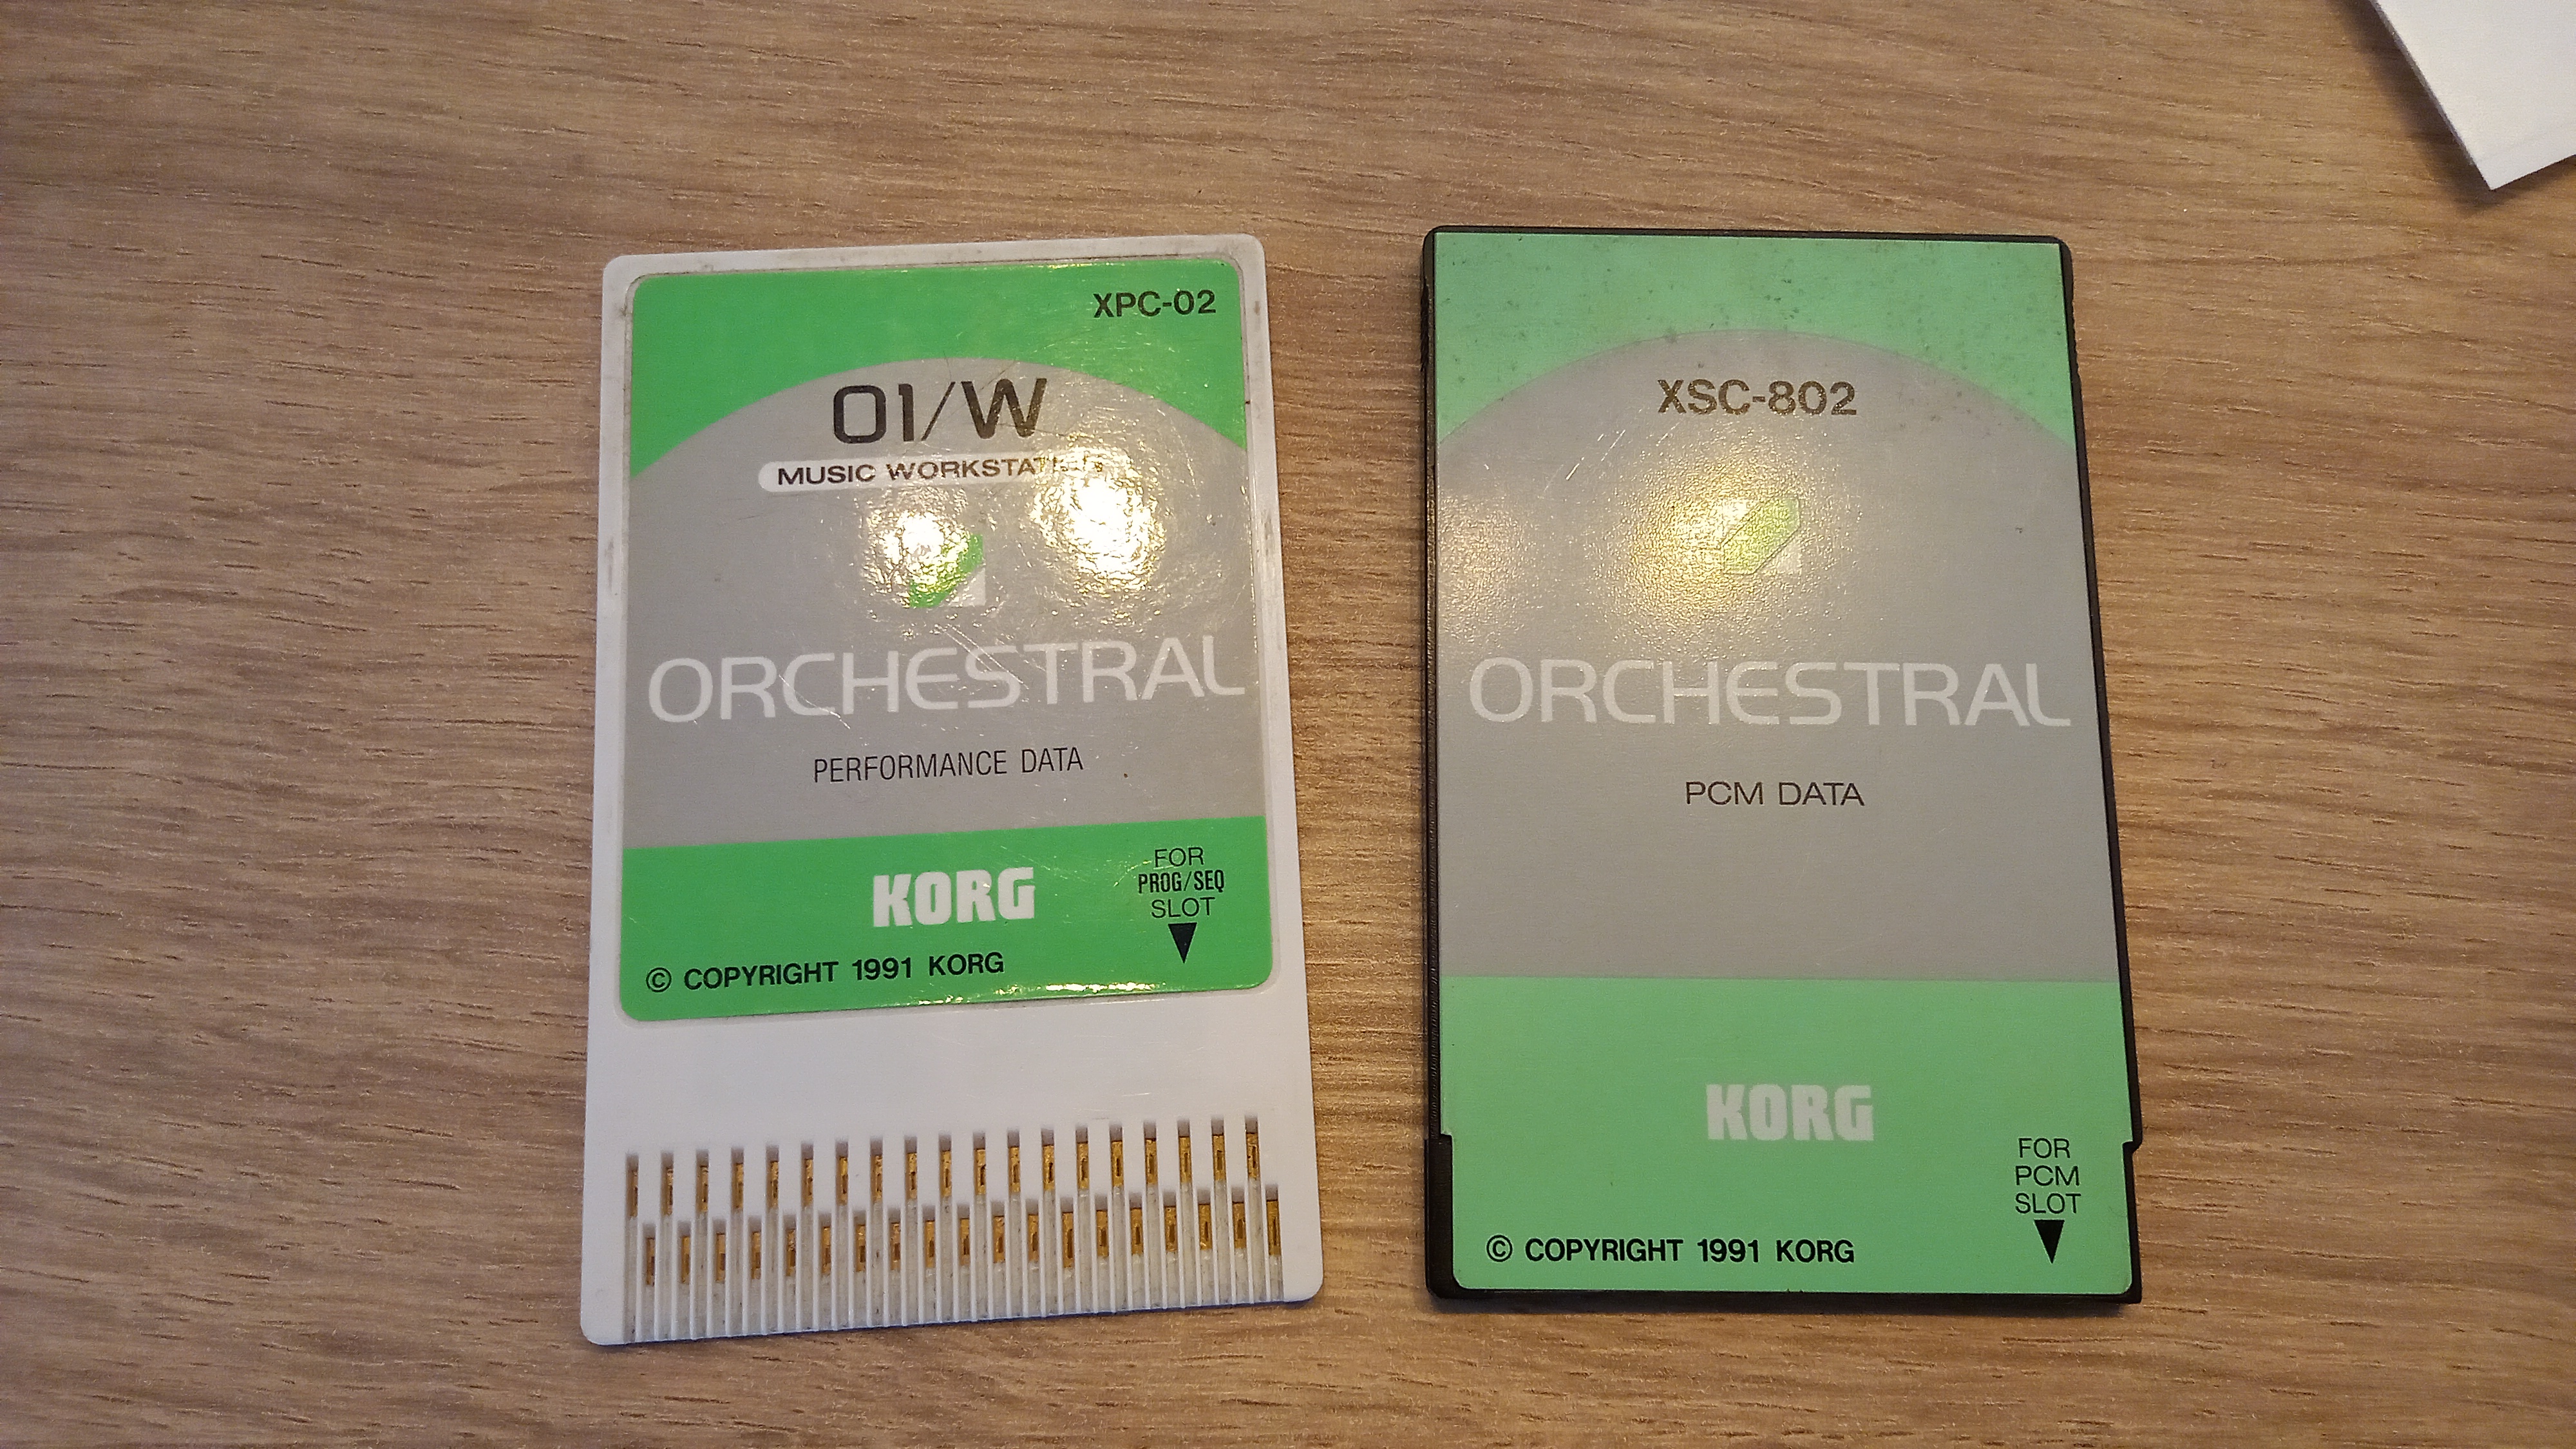 XPC-02
01/W
MUSIC WORKSTATION
ORCHESTRAL
PERFORMANCE DATA
KORG
FOR
PROG/SEQ
SLOT
© COPYRIGHT 1991 KORG
XSC-802
ORCHESTRAL
PCM DATA
KORG
FOR
PCM
SLOT
© COPYRIGHT 1991 KORG